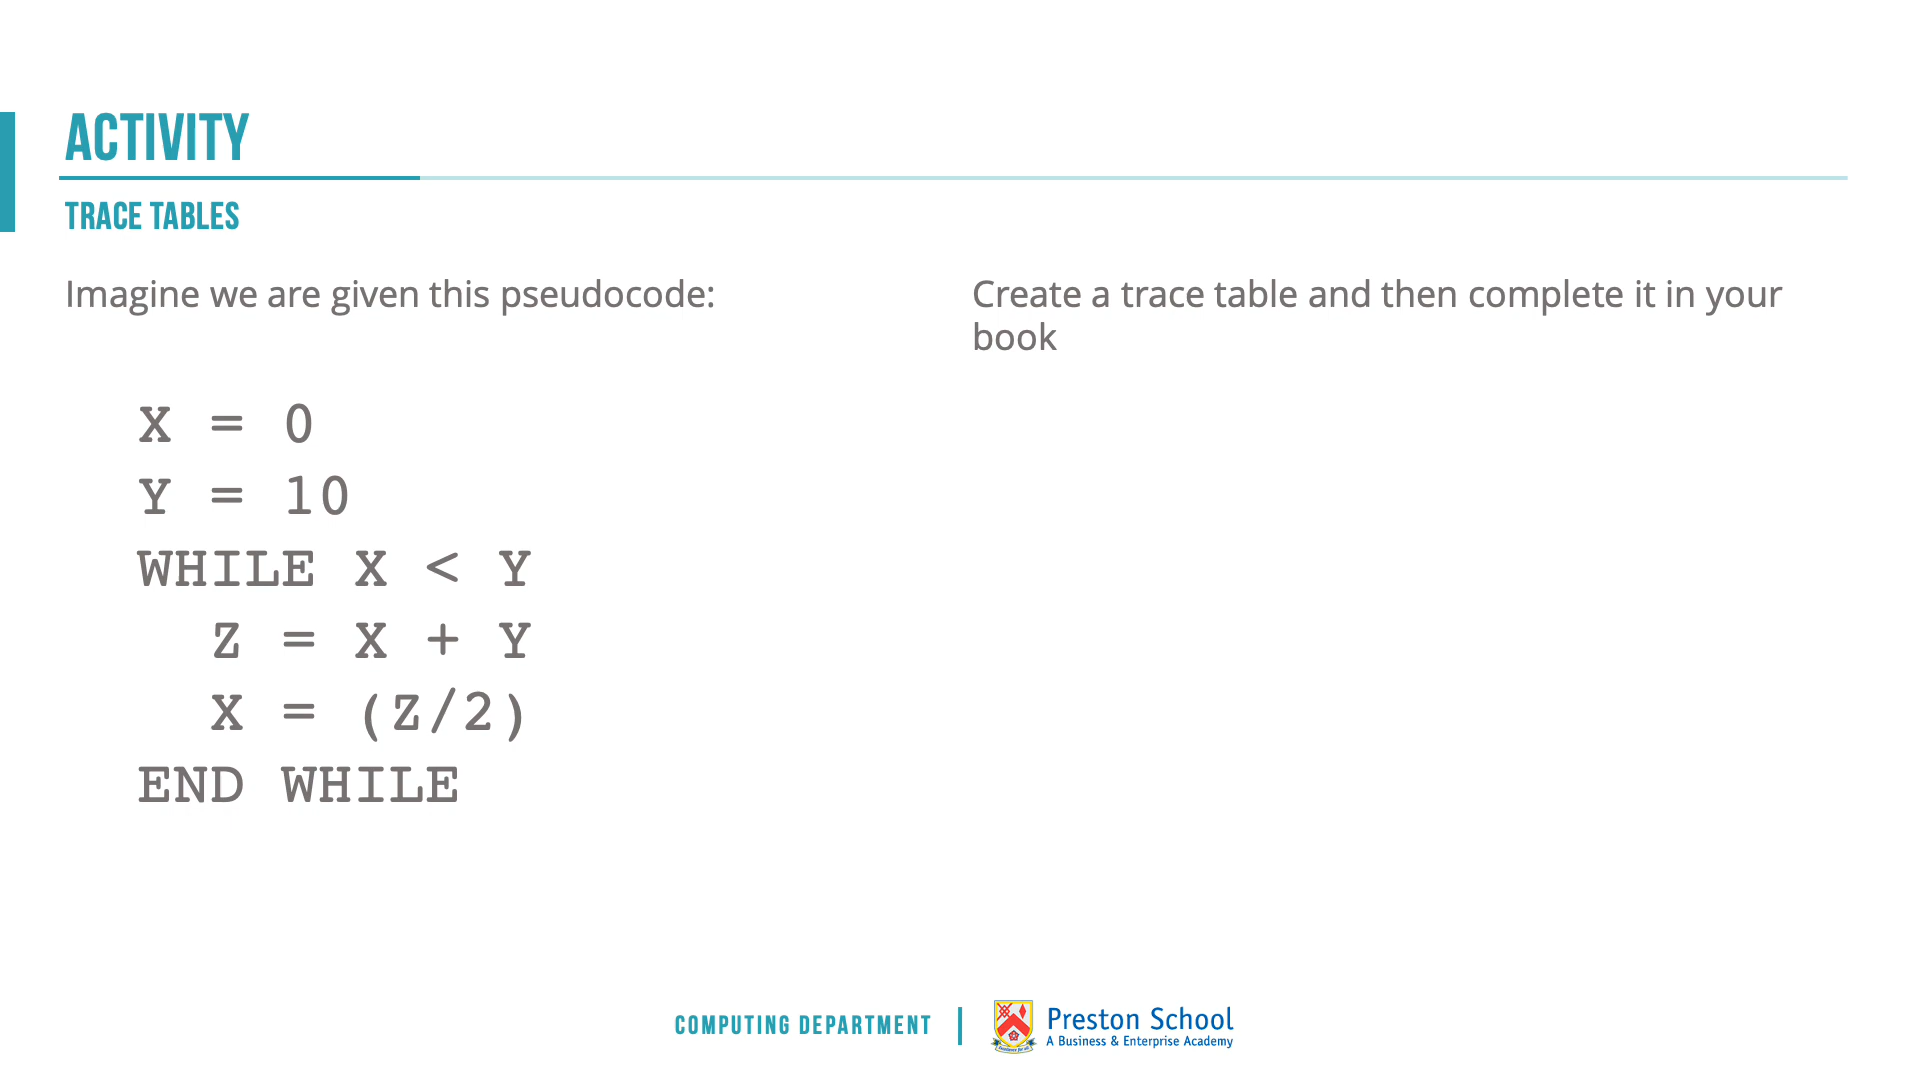 ACTIVITY
TRACE TABLES
Imagine we are given this pseudocode:
X = 0
Y = 10
WHILE X < Y
Z = X + Y
X = (Z/2)
END WHILE
Create a trace table and then complete it in your
book
COMPUTING DEPARTMENT
Preston School
A Business & Enterprise Academy